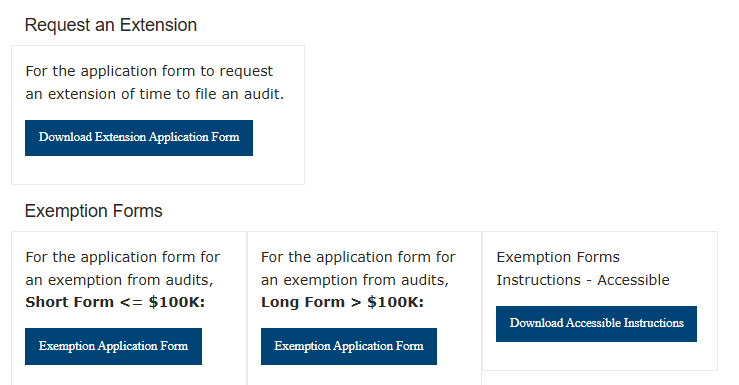 Request an Extension
For the application form to request
an extension of time to file an audit.
Download Extension Application Form
Exemption Forms
For the application form for
an exemption from audits,
Short Form <= $100K:
Exemption Application Form
For the application form for
an exemption from audits,
Long Form > $100K:
Exemption Application Form
Exemption Forms
Instructions - Accessible
Download Accessible Instructions